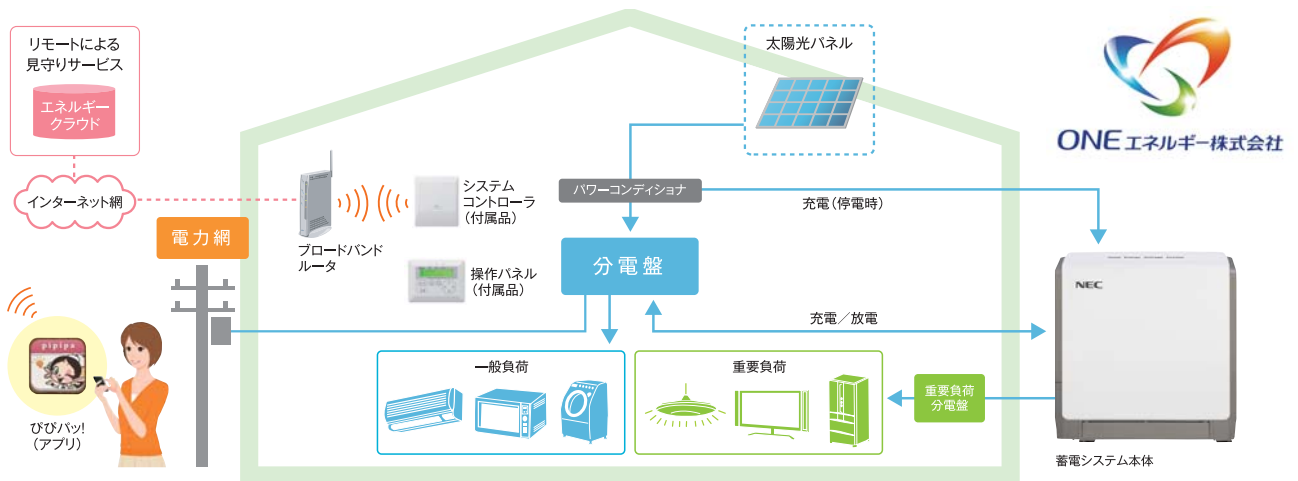 リモートによる
見守りサービス
エネルギー
クラウド
インターネット網
電力網
pipipa
ぴぴパッ!
(アプリ)
ブロードバンド
ルータ
システム
コントローラ
(付属品)
操作パネル
(付属品)
太陽光パネル
パワーコンディショナ
分電盤
充電(停電時)
充電/放電
一般負荷
重要負荷
重要負荷
分電盤
ONEエネルギー株式会社
NEC
蓄電システム本体